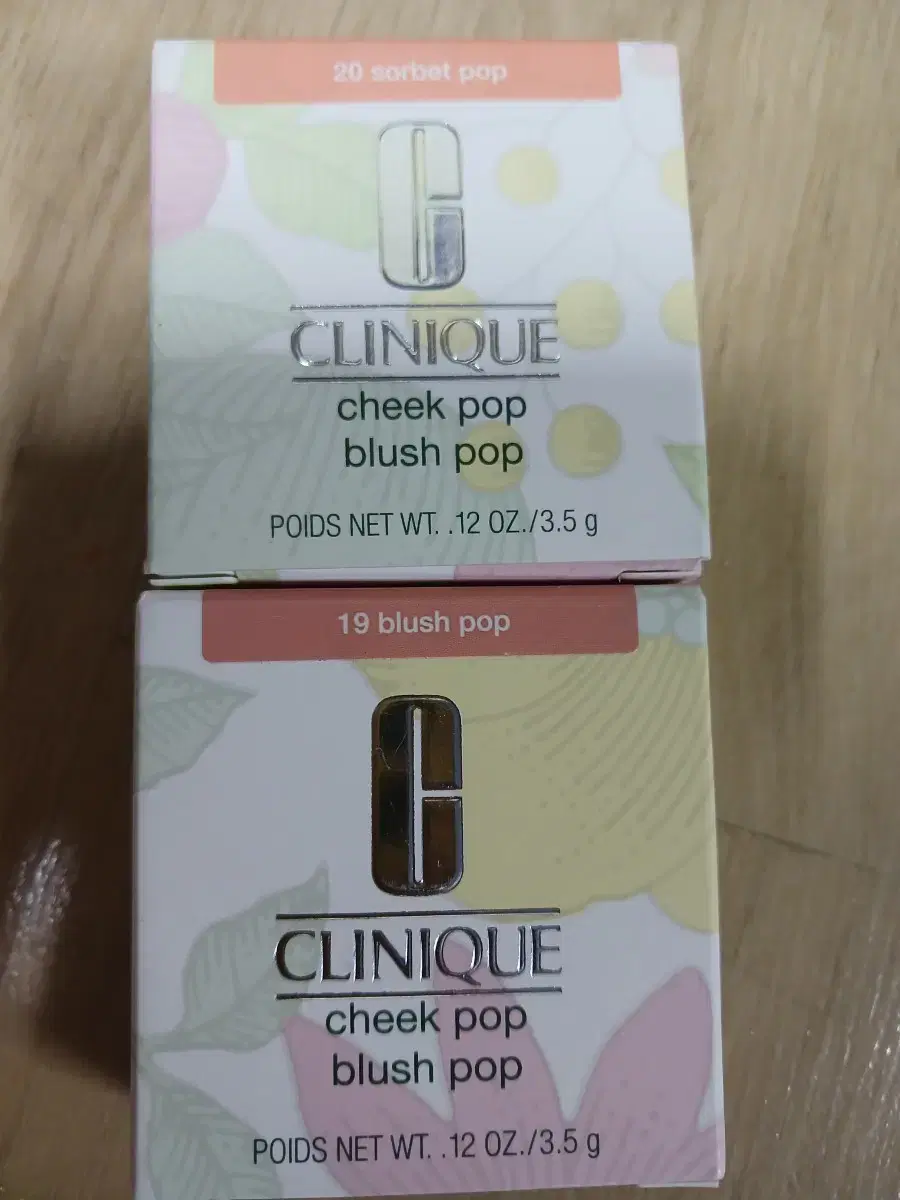 20 sorbet pop
CLINIQUE
cheek pop
blush pop
POIDS NET WT. .12 OZ./3.5 g
19 blush pop
CLINIQUE
cheek pop
blush pop
POIDS NET WT. .12 OZ./3.5 g